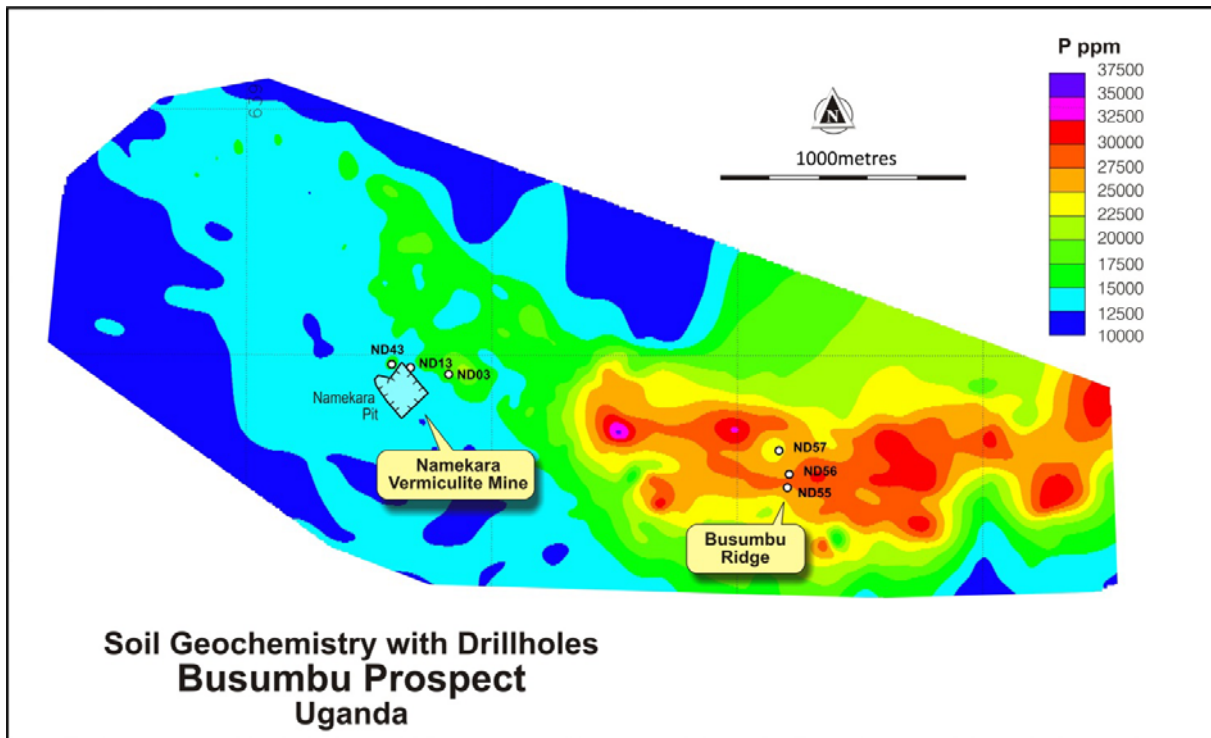 P ppm
37500
35000
32500
30000
27500
25000
22500
20000
17500
15000
12500
10000
N
1000metres
639
ND43
ND13
ND03
Namekara
Pit
Namekara
Vermiculite Mine
ND57
ND56
ND55
Busumbu
Ridge
Soil Geochemistry with Drillholes
Busumbu Prospect
Uganda